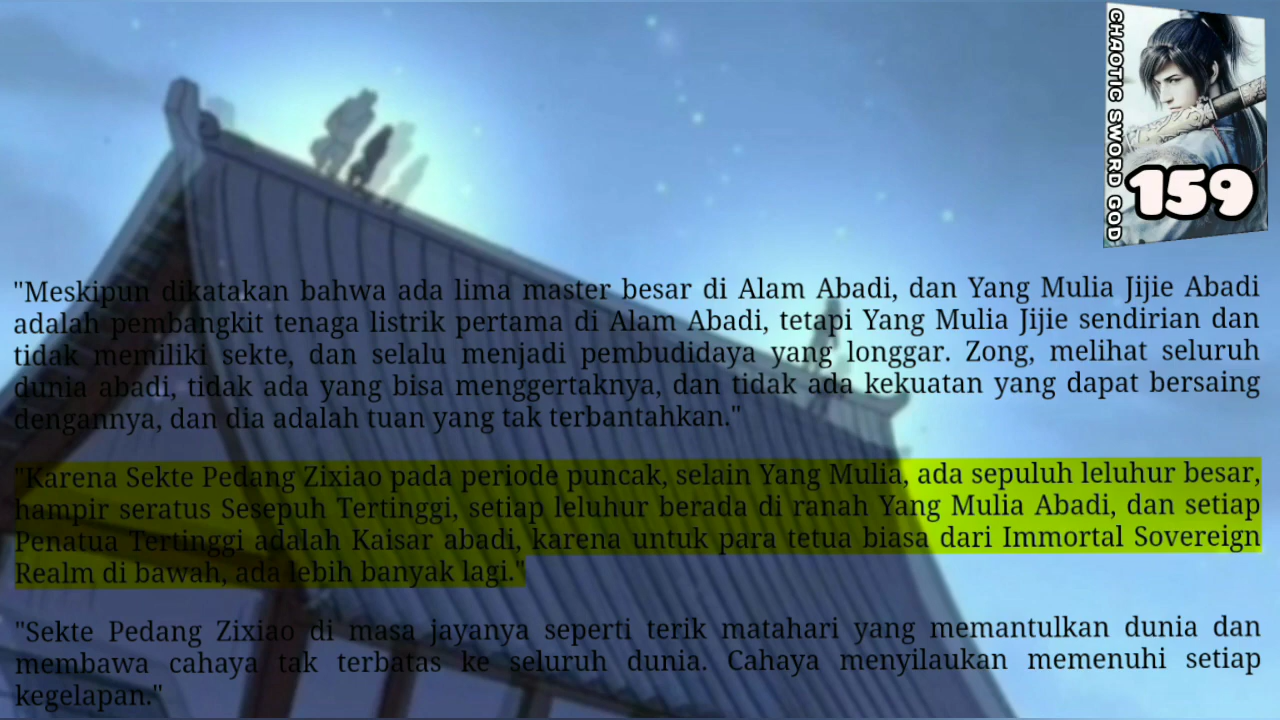 CHAOTIC SWORD GOD
159
"Meskipun dikatakan bahwa ada lima master besar di Alam Abadi, dan Yang Mulia Jijie Abadi
adalah pembangkit tenaga listrik pertama di Alam Abadi, tetapi Yang Mulia Jijie sendirian dan
tidak memiliki sekte, dan selalu menjadi pembudidaya yang longgar. Zong, melihat seluruh
dunia abadi, tidak ada yang bisa menggertaknya, dan tidak ada kekuatan yang dapat bersaing
dengannya, dan dia adalah tuan yang tak terbantahkan."
"Karena Sekte Pedang Zixiao pada periode puncak, selain Yang Mulia, ada sepuluh leluhur besar,
hampir seratus Sesepuh Tertinggi, setiap leluhur berada di ranah Yang Mulia Abadi, dan setiap
Penatua Tertinggi adalah Kaisar abadi, karena untuk para tetua biasa dari Immortal Sovereign
Realm di bawah, ada lebih banyak lagi."
"Sekte Pedang Zixiao di masa jayanya seperti terik matahari yang memantulkan dunia dan
membawa cahaya tak terbatas ke seluruh dunia. Cahaya menyilaukan memenuhi setiap
kegelapan."